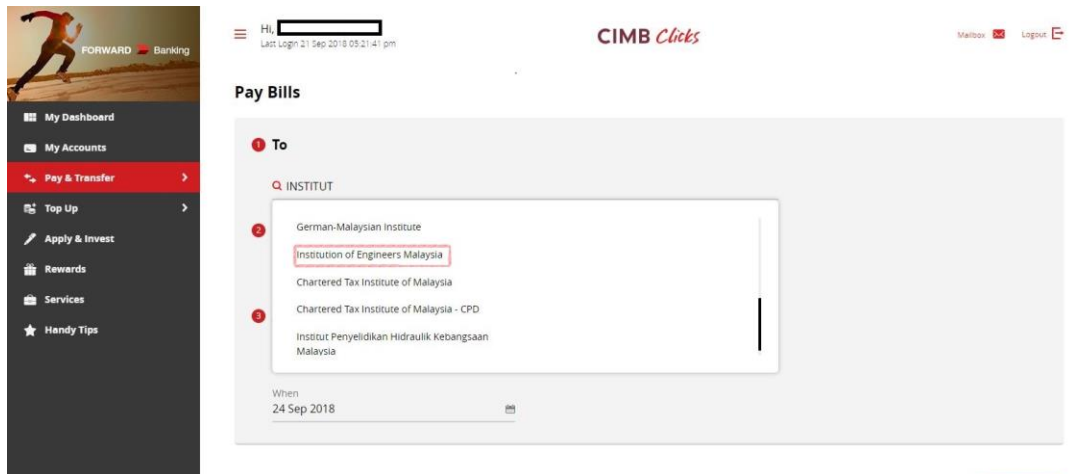 FORWARD Banking
My Dashboard
My Accounts
Pay & Transfer
Top Up
Apply & Invest
Rewards
Services
Handy Tips
Hi,
Last Login 21 Sep 2018 05:21:41 pm
CIMB Clicks
Mailbox
Logout
Pay Bills
1 To
INSTITUT
2
German-Malaysian Institute
Institution of Engineers Malaysia
Chartered Tax Institute of Malaysia
3
Chartered Tax Institute of Malaysia - CPD
Institut Penyelidikan Hidraulik Kebangsaan
Malaysia
When
24 Sep 2018